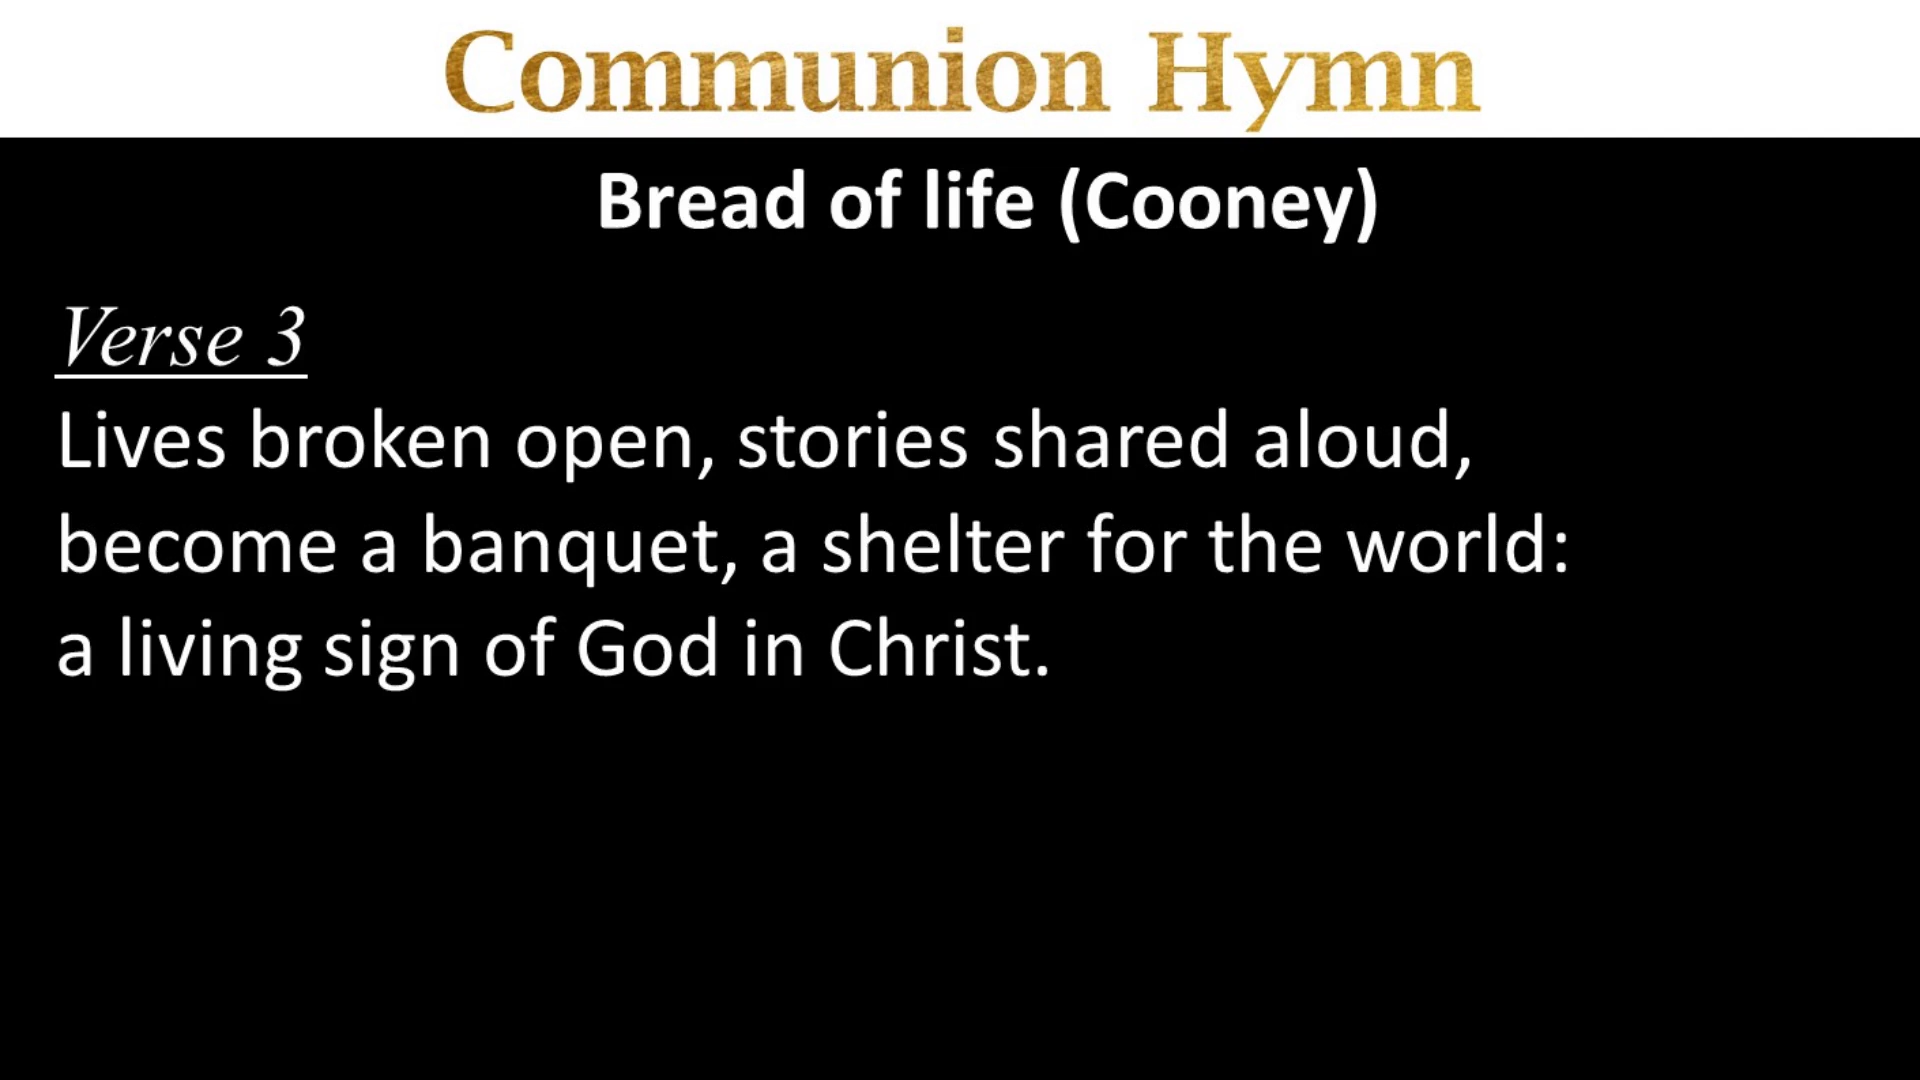 Communion Hymn
Bread of life (Cooney)
Verse 3
Lives broken open, stories shared aloud,
become a banquet, a shelter for the world:
a living sign of God in Christ.